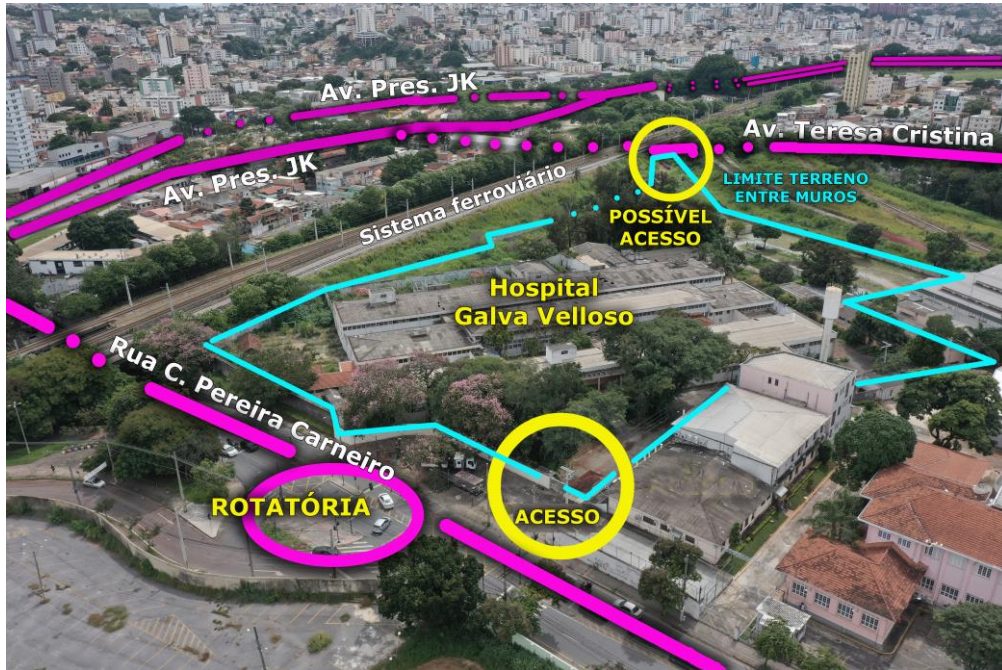 Av. Pres. JK
Av. Teresa Cristina
Av. Pres. JK
LIMITE TERRENO
ENTRE MUROS
Sistema ferroviário
POSSÍVEL
ACESSO
Hospital
Galva Velloso
Rua C. Pereira Carneiro
ROTATÓRIA
ACESSO